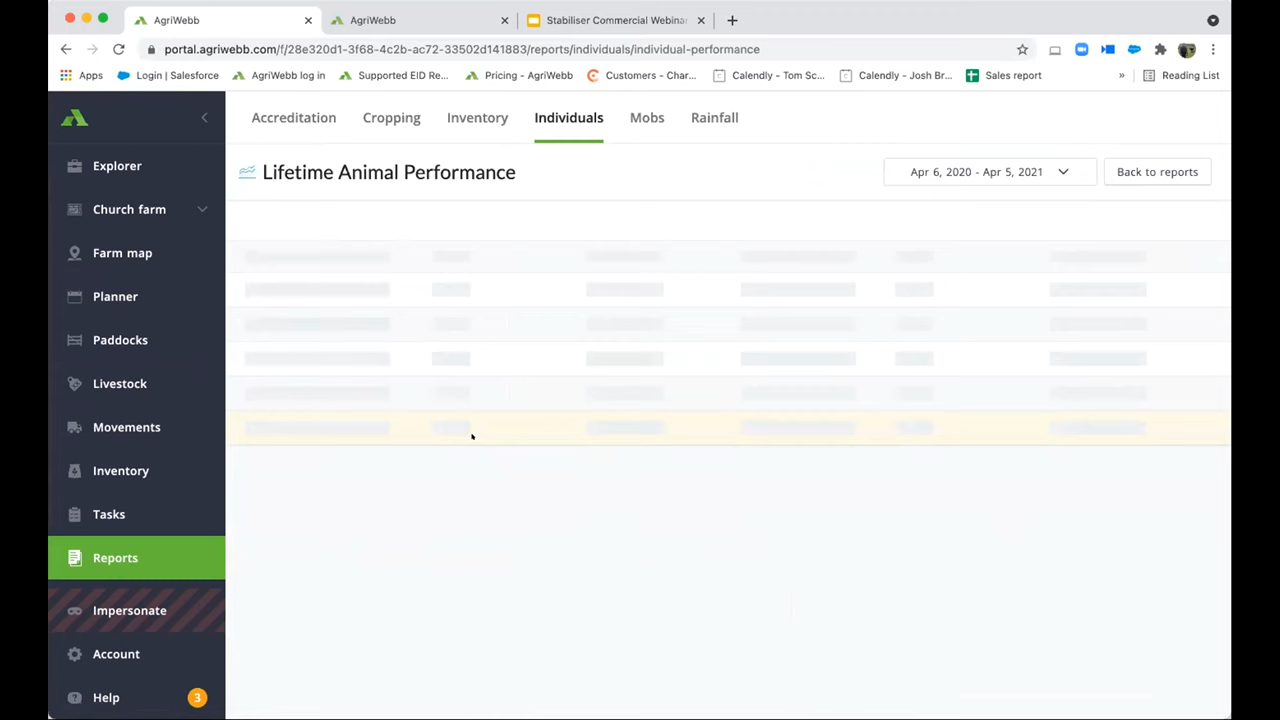 AgriWebb
AgriWebb
Stabiliser Commercial Webinar
portal.agriwebb.com/f/28e320d1-3f68-4c2b-ac72-33502d141883/reports/individuals/individual-performance
Apps
Login | Salesforce
AgriWebb log in
Supported EID Re...
Pricing - AgriWebb
Customers - Char...
Calendly - Tom Sc...
Calendly - Josh Br...
Sales report
»
Reading List
Accreditation
Cropping
Inventory
Individuals
Mobs
Rainfall
Lifetime Animal Performance
Apr 6, 2020 - Apr 5, 2021
Back to reports
Explorer
Church farm
Farm map
Planner
Paddocks
Livestock
Movements
Inventory
Tasks
Reports
Impersonate
Account
Help
3